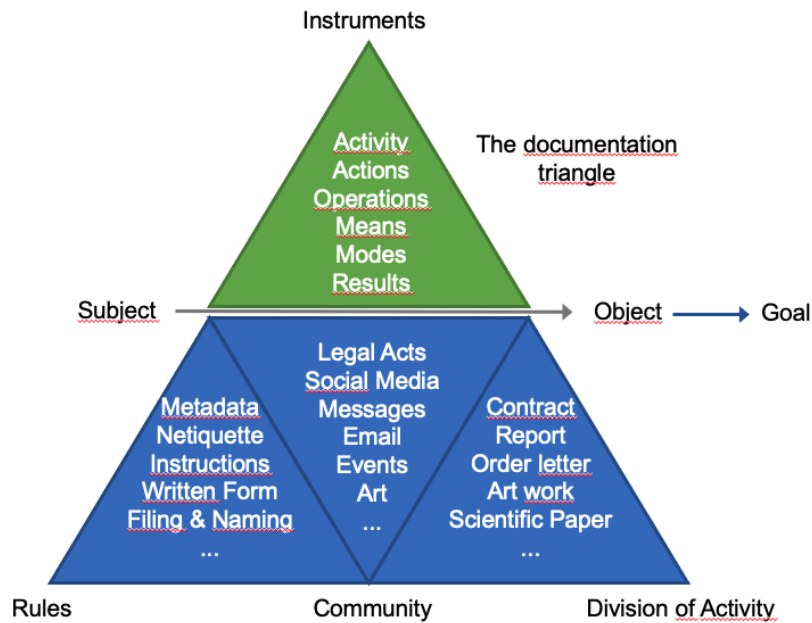 Instruments
Activity
Actions
Operations
Means
Modes
Results
The documentation
triangle
Subject
Object
Goal
Metadata
Netiquette
Instructions
Written Form
Filing & Naming
...
Legal Acts
Social Media
Messages
Email
Events
Art
...
Contract
Report
Order letter
Art work
Scientific Paper
...
Rules
Community
Division of Activity